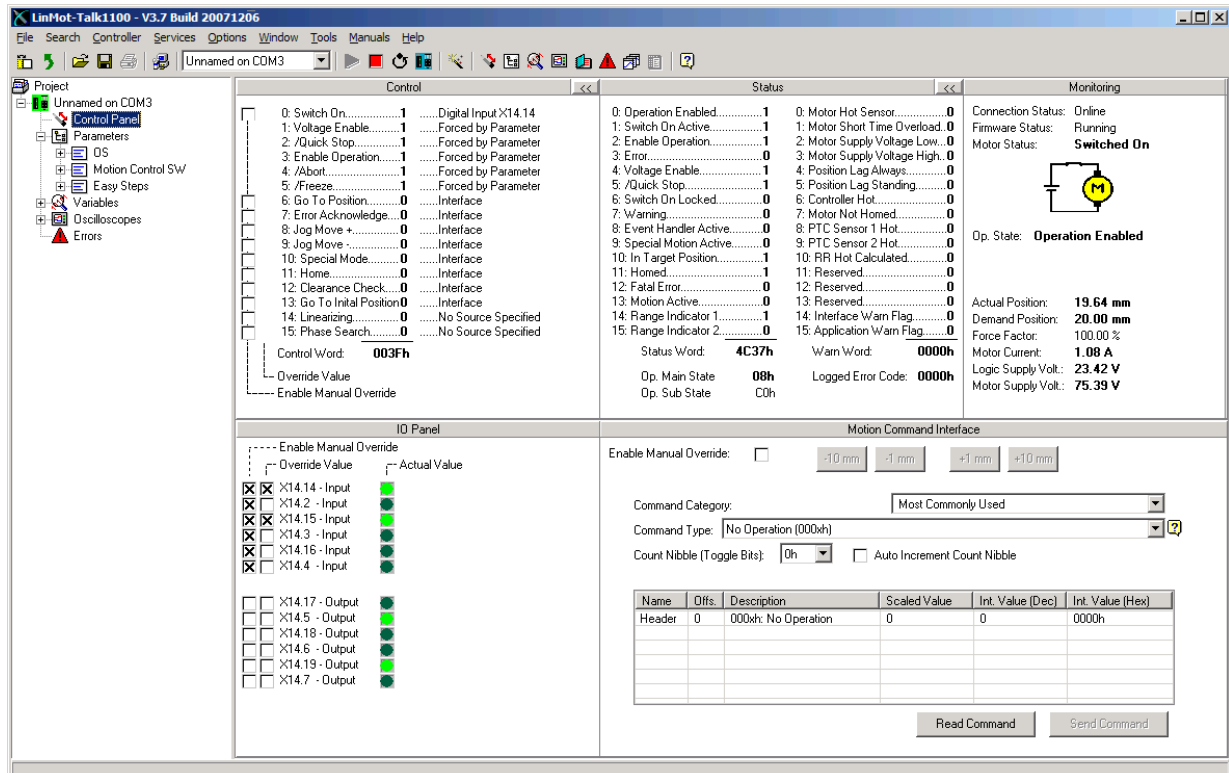 LinMot-Talk1100 - V3.7 Build 20071206
File Search Controller Services Options Window Tools Manuals Help
Unnamed on COM3
Project
Unnamed on COM3
Control Panel
Parameters
OS
Motion Control SW
Easy Steps
Variables
Oscilloscopes
Errors
Control <<
0: Switch On...........1 .....Digital Input X14.14
1: Voltage Enable..........1 ......Forced by Parameter
2: /Quick Stop..............1 ......Forced by Parameter
3: Enable Operation.......1 ......Forced by Parameter
4: /Abort......................1 ......Forced by Parameter
5: /Freeze....................1 ......Forced by Parameter
6: Go To Position..........0 ......Interface
7: Error Acknowledge....0 ......Interface
8: Jog Move +..............0 ......Interface
9: Jog Move -...............0 ......Interface
10: Special Mode..........0 ......Interface
11: Home.....................0 ......Interface
12: Clearance Check.....0 ......Interface
13: Go To Inital Position0 ......Interface
14: Linearizing..............0 ......No Source Specified
15: Phase Search.........0 ......No Source Specified
Control Word: 003Fh
Override Value
Enable Manual Override
Status <<
0: Operation Enabled.............1
1: Switch On Active...............1
2: Enable Operation...............1
3: Error..................................0
4: Voltage Enable..................1
5: /Quick Stop.......................1
6: Switch On Locked.............0
7: Warning............................0
8: Event Handler Active..........0
9: Special Motion Active.........0
10: In Target Position.............1
11: Homed............................1
12: Fatal Error........................0
13: Motion Active...................0
14: Range Indicator 1.............1
15: Range Indicator 2.............0
Status Word: 4C37h
Op. Main State 08h
Op. Sub State C0h
0: Motor Hot Sensor...............0
1: Motor Short Time Overload..0
2: Motor Supply Voltage Low...0
3: Motor Supply Voltage High..0
4: Position Lag Always............0
5: Position Lag Standing.........0
6: Controller Hot.....................0
7: Motor Not Homed...............0
8: PTC Sensor 1 Hot...............0
9: PTC Sensor 2 Hot...............0
10: RR Hot Calculated............0
11: Reserved.........................0
12: Reserved.........................0
13: Reserved.........................0
14: Interface Warn Flag..........0
15: Application Warn Flag.......0
Warn Word: 0000h
Logged Error Code: 0000h
Monitoring
Connection Status: Online
Firmware Status: Running
Motor Status: Switched On
M
Op. State: Operation Enabled
Actual Position: 19.64 mm
Demand Position: 20.00 mm
Force Factor: 100.00 %
Motor Current: 1.08 A
Logic Supply Volt.: 23.42 V
Motor Supply Volt.: 75.39 V
IO Panel
Enable Manual Override
Override Value Actual Value
X14.14 - Input
X14.2 - Input
X14.15 - Input
X14.3 - Input
X14.16 - Input
X14.4 - Input
X14.17 - Output
X14.5 - Output
X14.18 - Output
X14.6 - Output
X14.19 - Output
X14.7 - Output
Motion Command Interface
Enable Manual Override: -10 mm -1 mm +1 mm +10 mm
Command Category: Most Commonly Used
Command Type: No Operation (000xh)
Count Nibble (Toggle Bits): 0h Auto Increment Count Nibble
Name Offs. Description Scaled Value Int. Value (Dec) Int. Value (Hex)
Header 0 000xh: No Operation 0 0 0000h
Read Command Send Command